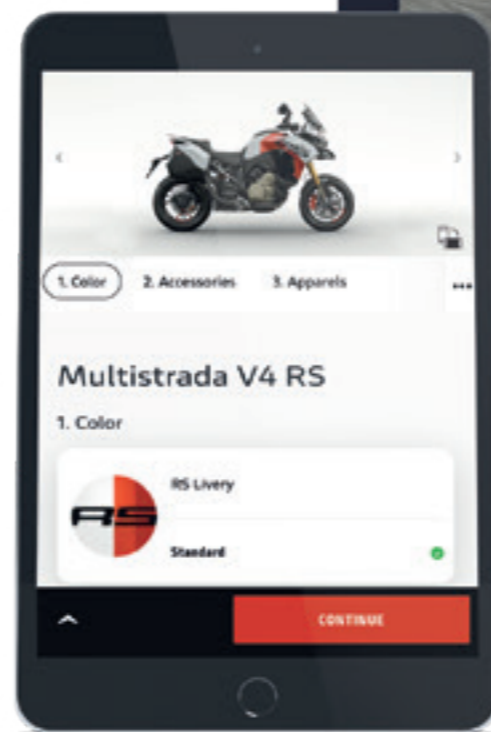 1. Color 2. Accessories 3. Apparels
Multistrada V4 RS
1. Color
RS Livery
RS
Standard
CONTINUE